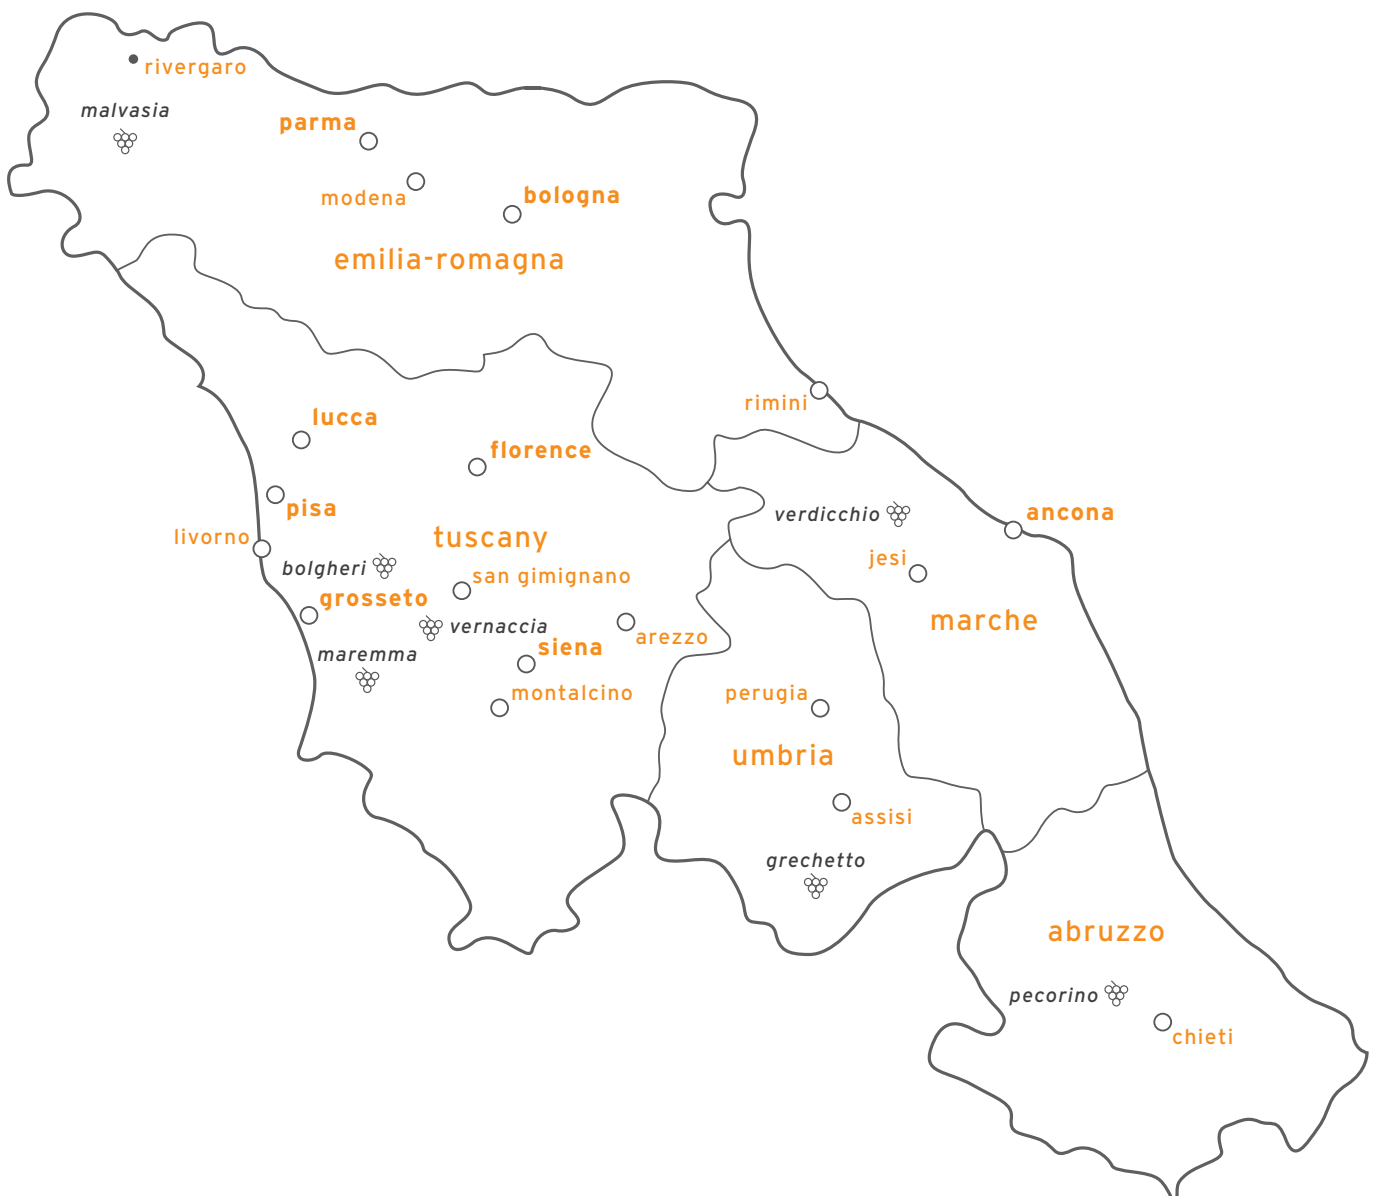 rivergaro
malvasia
parma
modena
bologna
emilia-romagna
rimini
lucca
florence
pisa
livorno
tuscany
bolgheri
san gimignano
grosseto
vernaccia
maremma
siena
arezzo
montalcino
verdicchio
ancona
jesi
marche
perugia
umbria
assisi
grechetto
abruzzo
pecorino
chieti